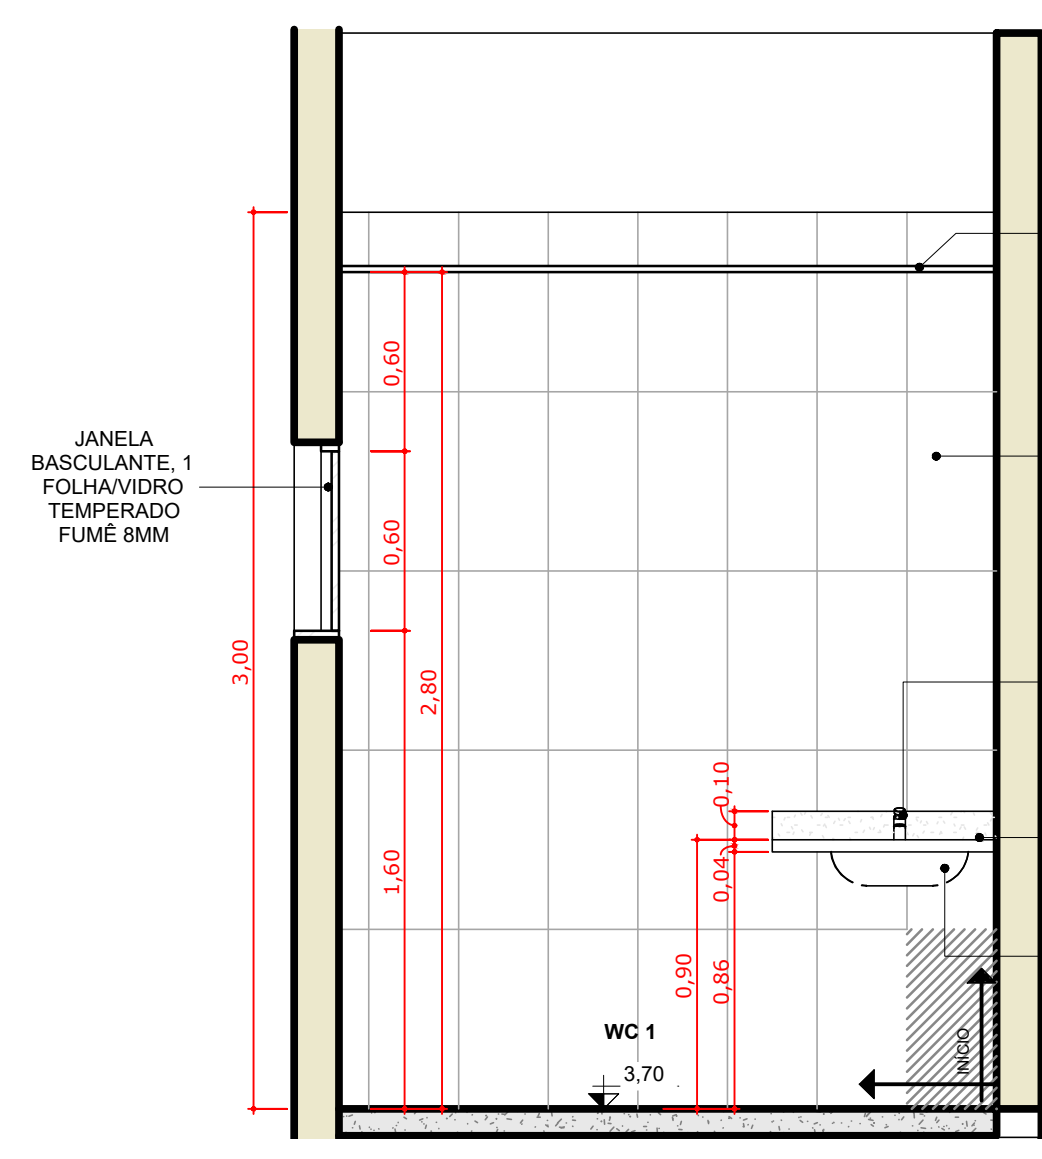 JANELA
BASCULANTE, 1
FOLHA/VIDRO
TEMPERADO
FUMÊ 8MM
3,00
0,60
0,60
1,60
2,80
0,10
0,04
0,90
0,86
WC 1
3,70
INÍCIO